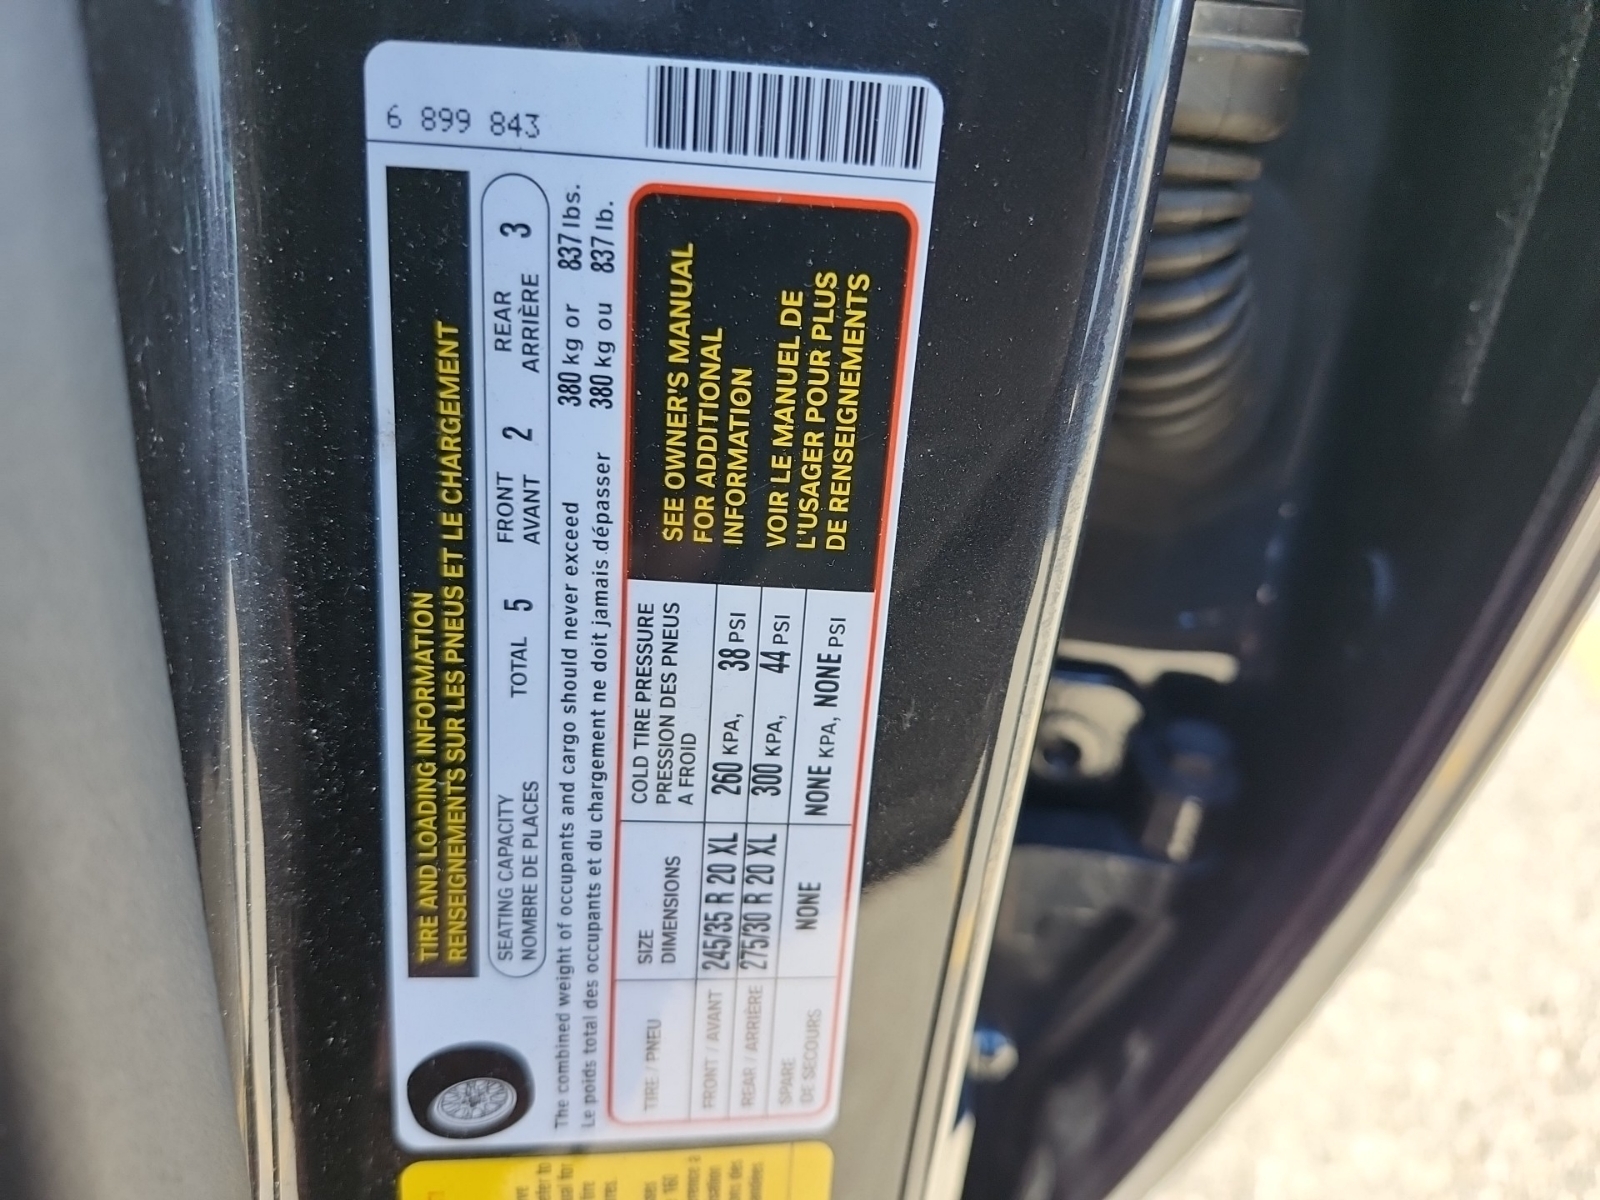 6 899 843
TIRE AND LOADING INFORMATION
RENSEIGNEMENTS SUR LES PNEUS ET LE CHARGEMENT
SEATING CAPACITY TOTAL 5 FRONT 2 REAR 3
NOMBRE DE PLACES AVANT ARRIÈRE
The combined weight of occupants and cargo should never exceed 380 kg or 837 lbs.
Le poids total des occupants et du chargement ne doit jamais dépasser 380 kg ou 837 lb.
TIRE / PNEU SIZE COLD TIRE PRESSURE
DIMENSIONS PRESSION DES PNEUS
A FROID
FRONT / AVANT 245/35 R 20 XL 260 KPA, 38 PSI
REAR / ARRIÈRE 275/30 R 20 XL 300 KPA, 44 PSI
SPARE NONE NONE KPA, NONE PSI
DE SECOURS
SEE OWNER'S MANUAL
FOR ADDITIONAL
INFORMATION
VOIR LE MANUEL DE
L'USAGER POUR PLUS
DE RENSEIGNEMENTS